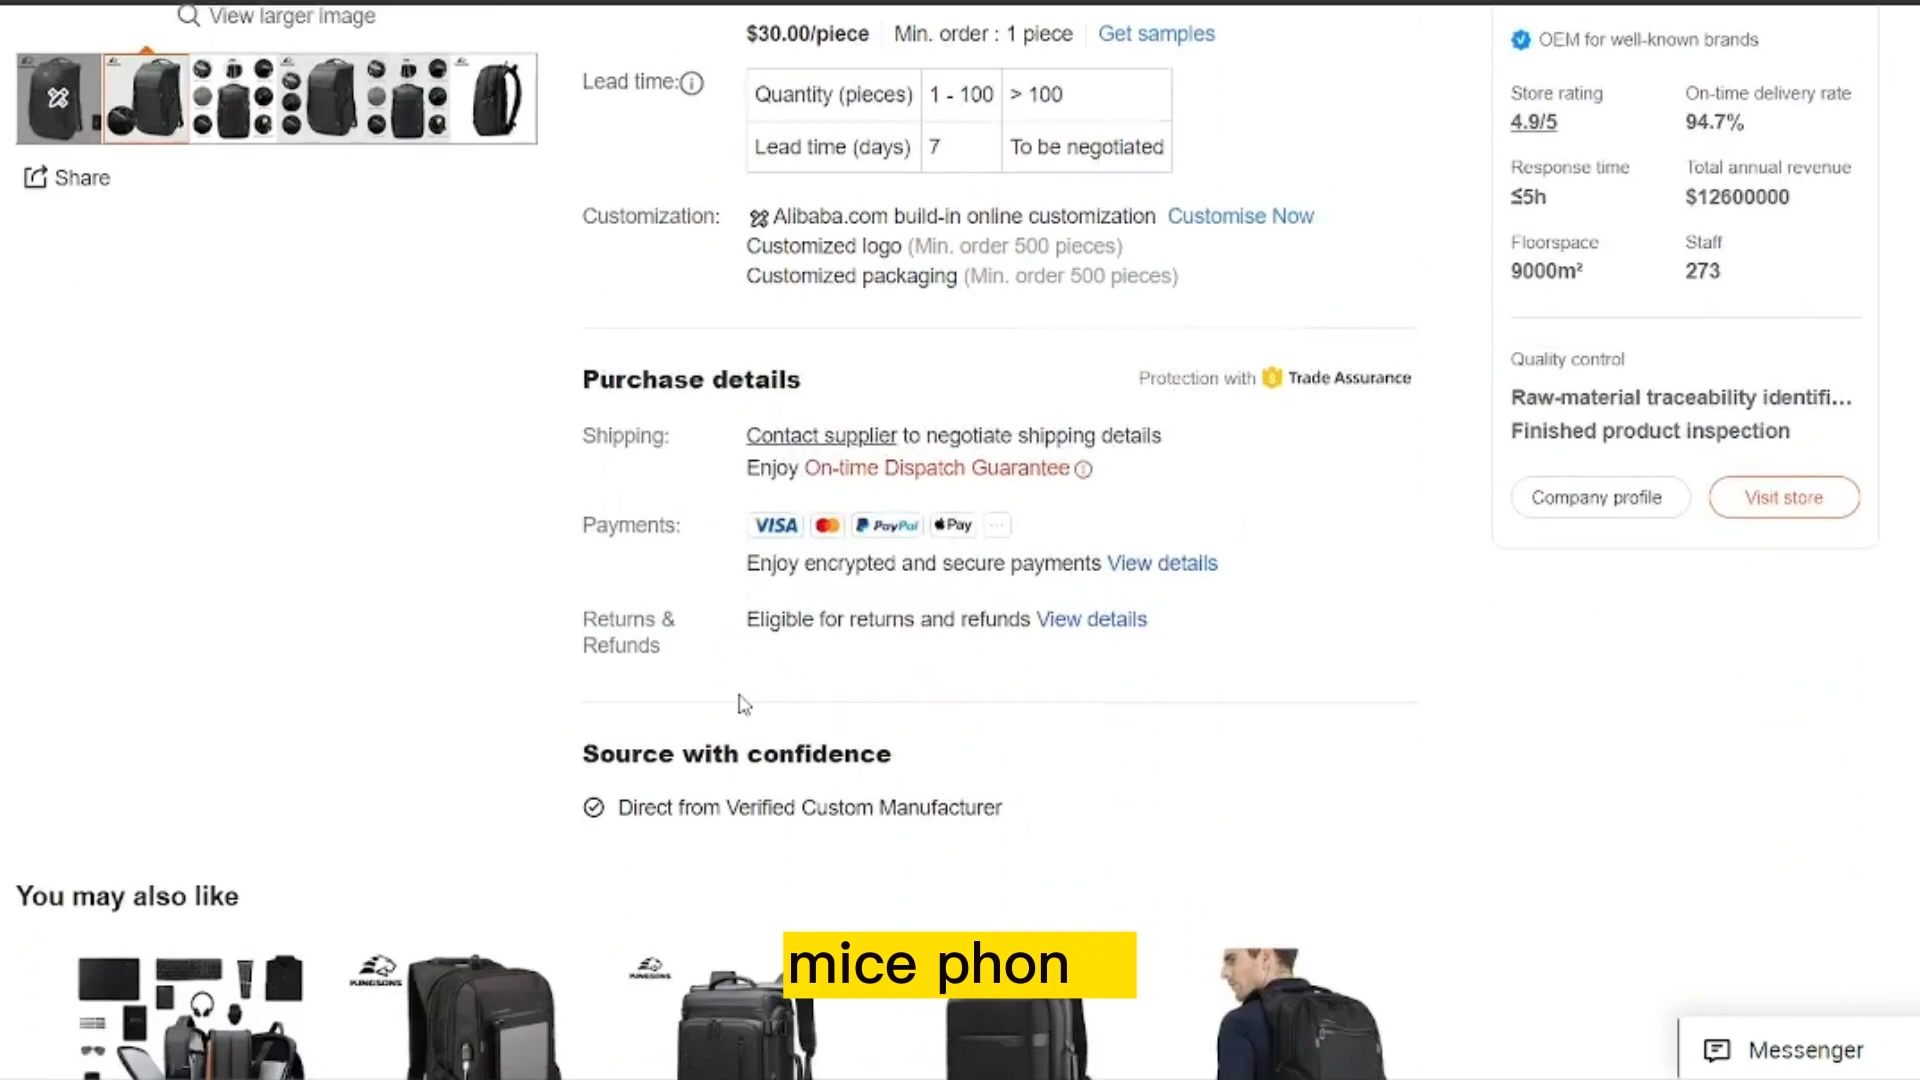 View larger image
Share
$30.00/piece Min. order : 1 piece Get samples
Lead time:
Quantity (pieces) 1 - 100 > 100
Lead time (days) 7 To be negotiated
Customization: Alibaba.com build-in online customization Customise Now
Customized logo (Min. order 500 pieces)
Customized packaging (Min. order 500 pieces)
Purchase details Protection with Trade Assurance
Shipping: Contact supplier to negotiate shipping details
Enjoy On-time Dispatch Guarantee
Payments: VISA PayPal Pay ...
Enjoy encrypted and secure payments View details
Returns & Refunds Eligible for returns and refunds View details
Source with confidence
Direct from Verified Custom Manufacturer
OEM for well-known brands
Store rating On-time delivery rate
4.9/5 94.7%
Response time Total annual revenue
≤5h $12600000
Floorspace Staff
9000m² 273
Quality control
Raw-material traceability identifi...
Finished product inspection
Company profile Visit store
You may also like
KINGSONS
KINGSONS
mice phon
Messenger